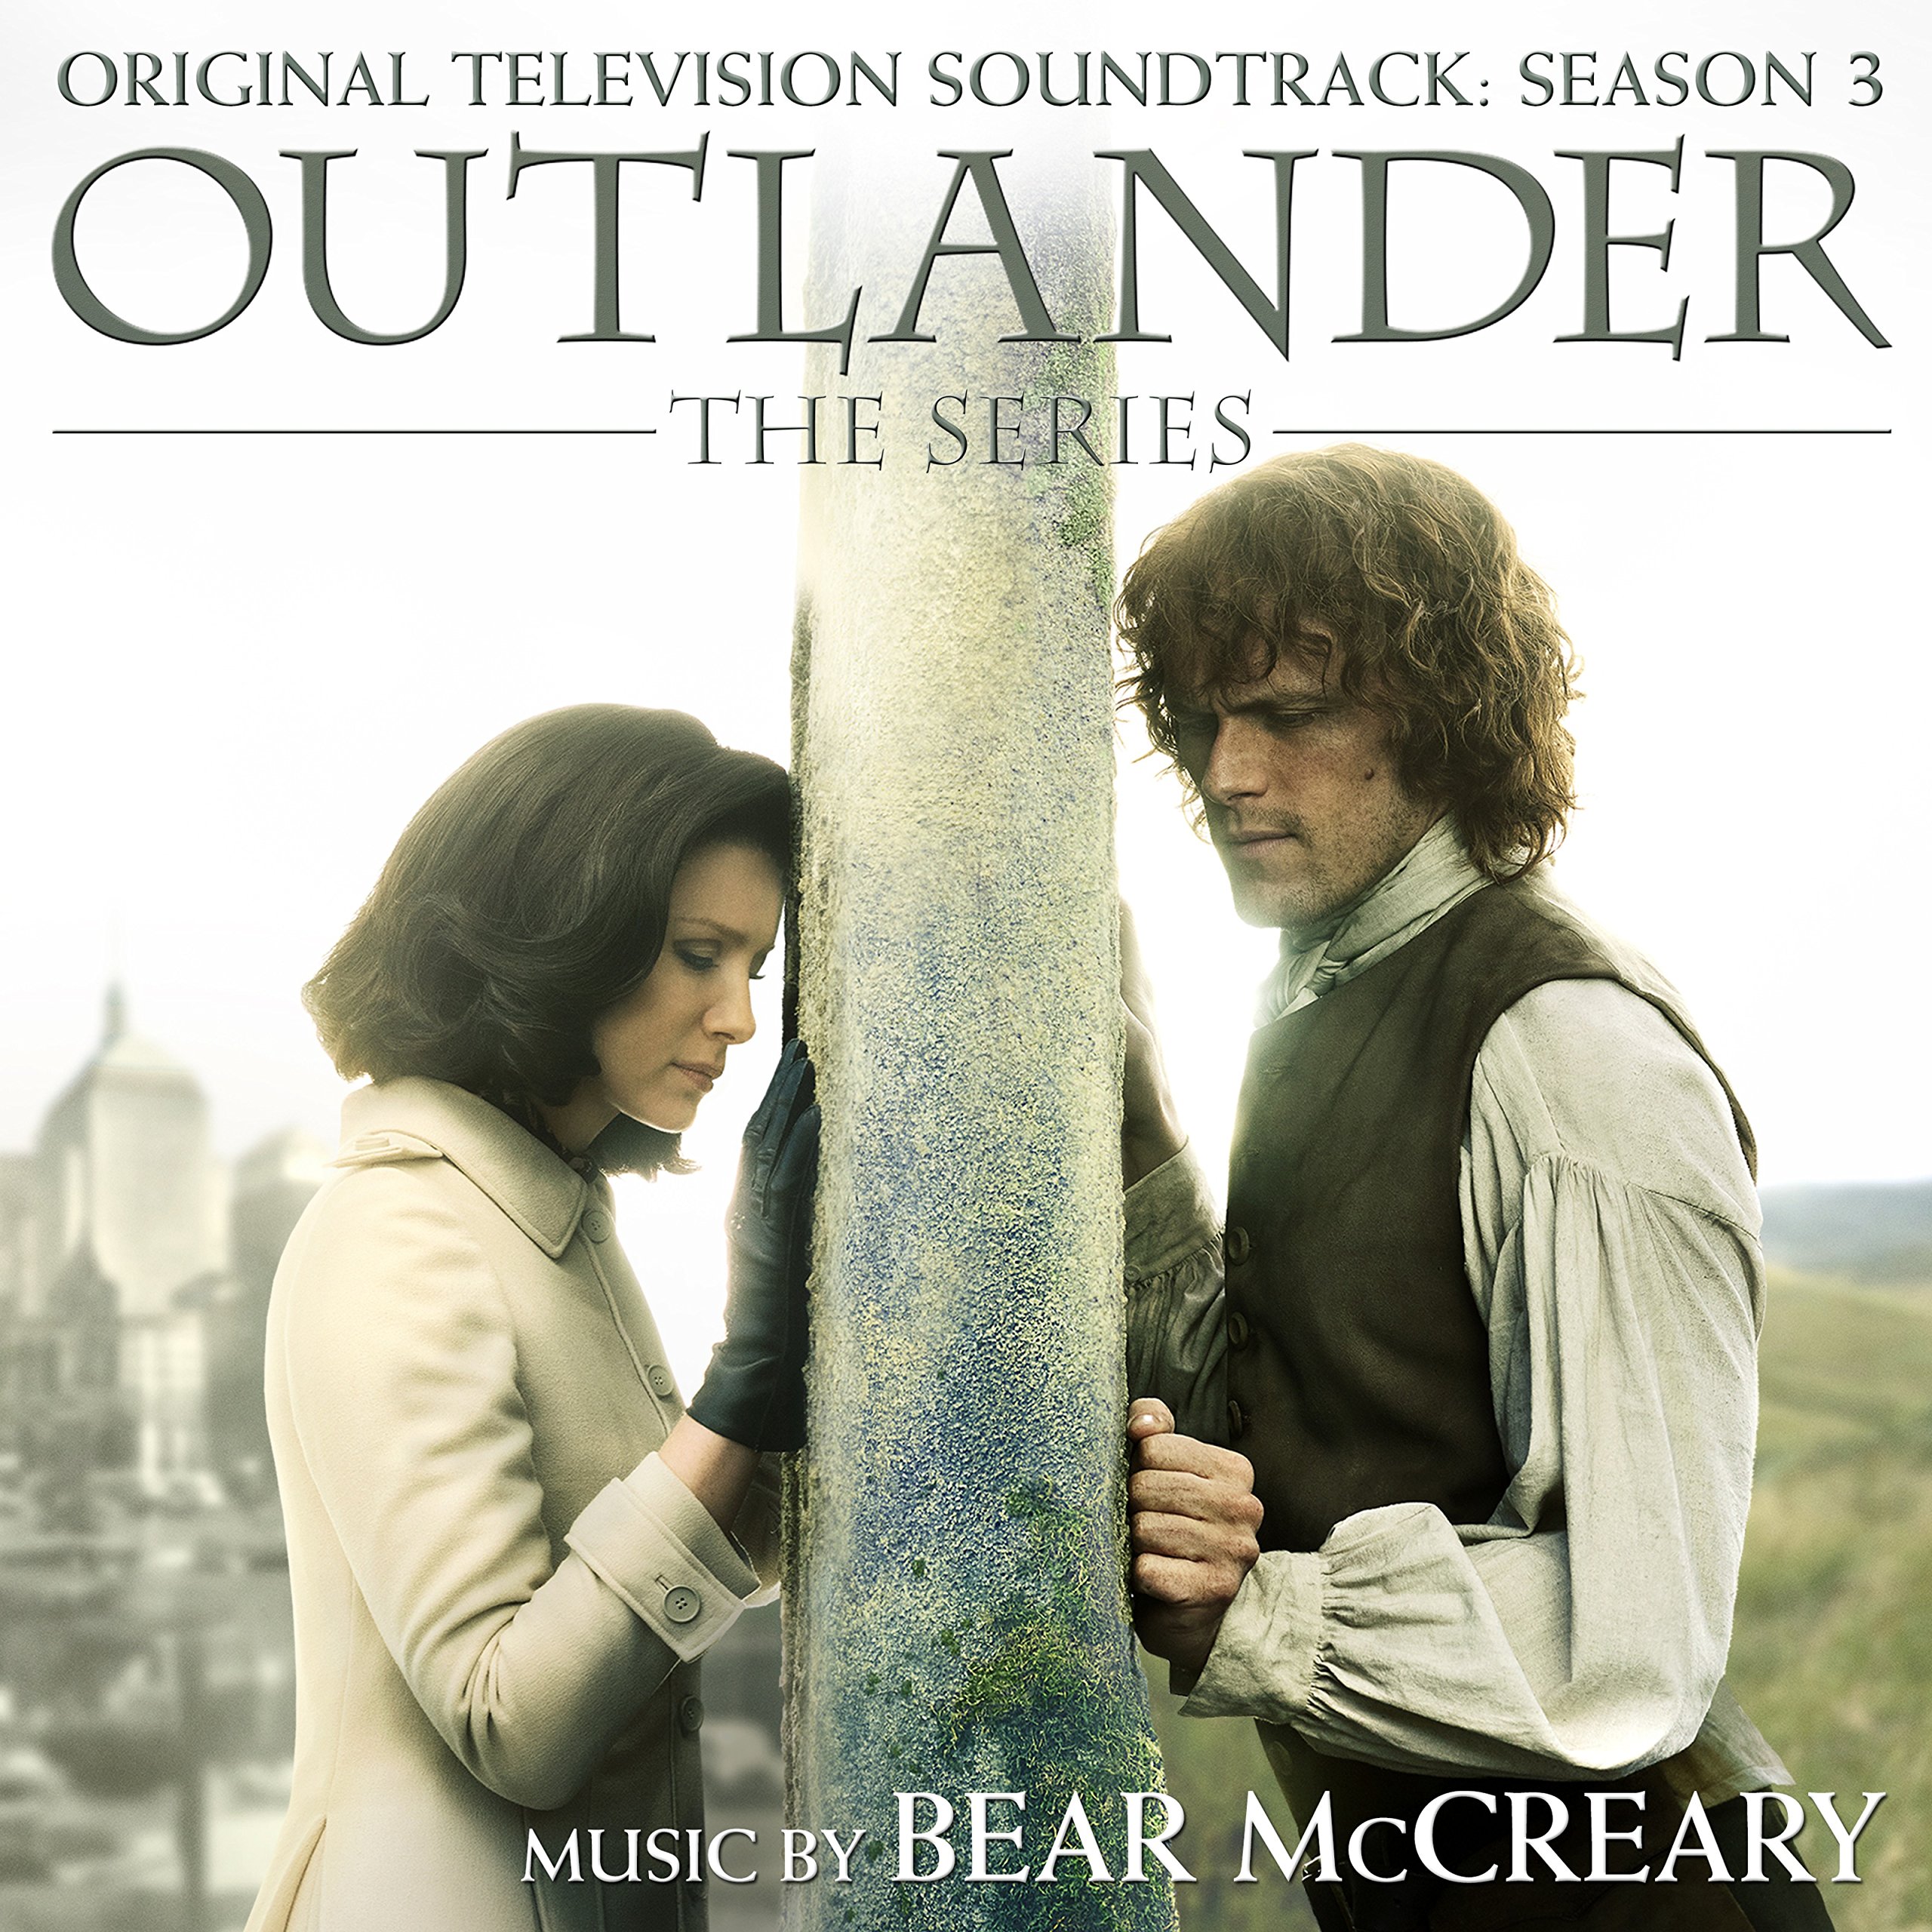 ORIGINAL TELEVISION SOUNDTRACK: SEASON 3
OUTLANDER
THE SERIES
MUSIC BY BEAR McCREARY